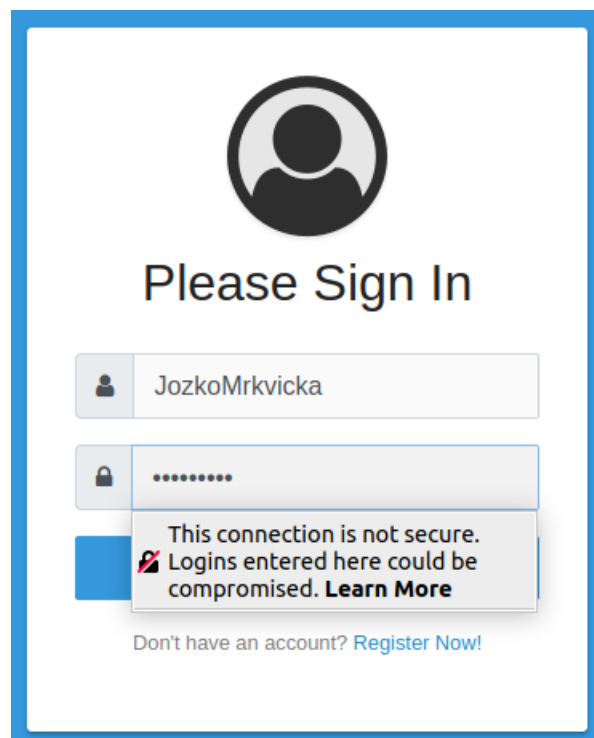 Please Sign In
JozkoMrkvicka
•••••••••
This connection is not secure.
Logins entered here could be
compromised. Learn More
Don't have an account? Register Now!